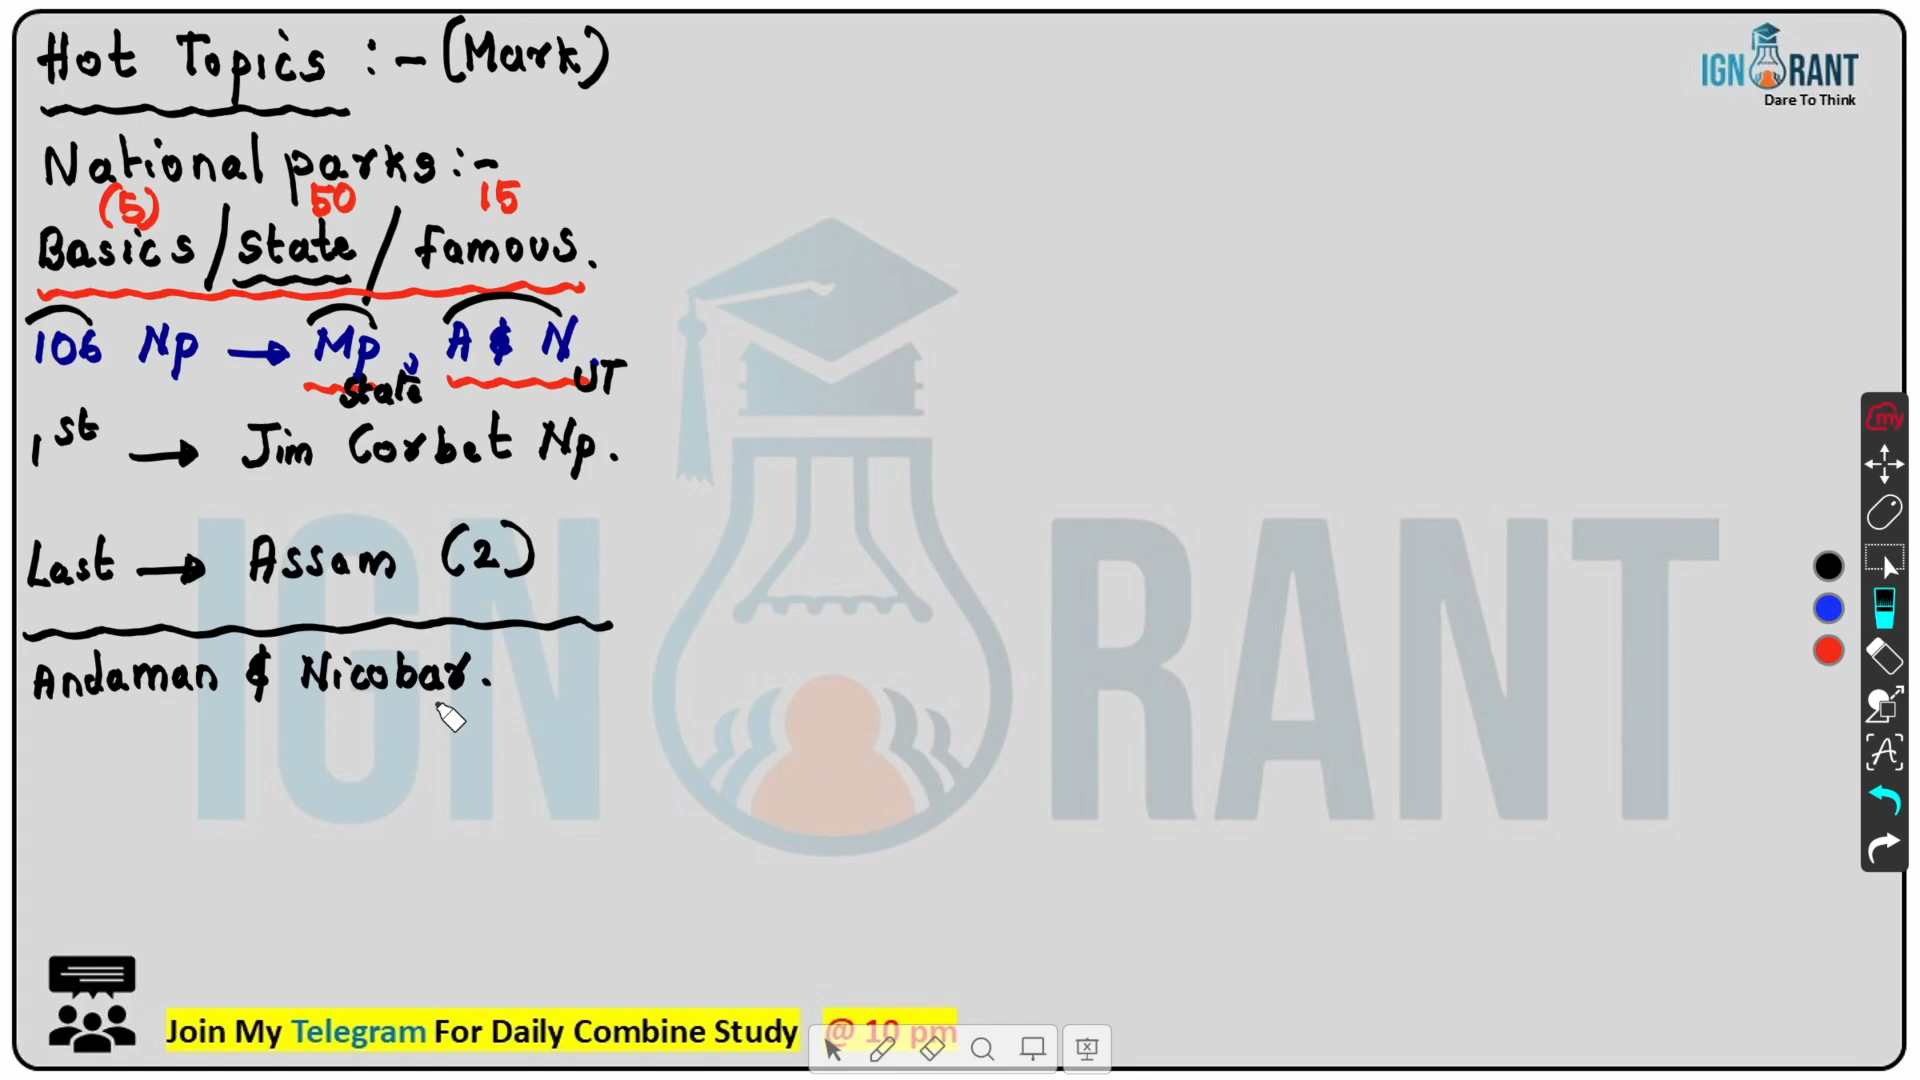 Hot Topics :- (Mark)
IGNORANT
Dare To Think
National parks :-
(5) 50 15
Basics / state / famous.
106 Np → Mp, A & N
state UT
1st → Jim Corbet Np.
Last → Assam (2)
Andaman & Nicobar.
IGNORANT
my
Join My Telegram For Daily Combine Study @ 10 pm